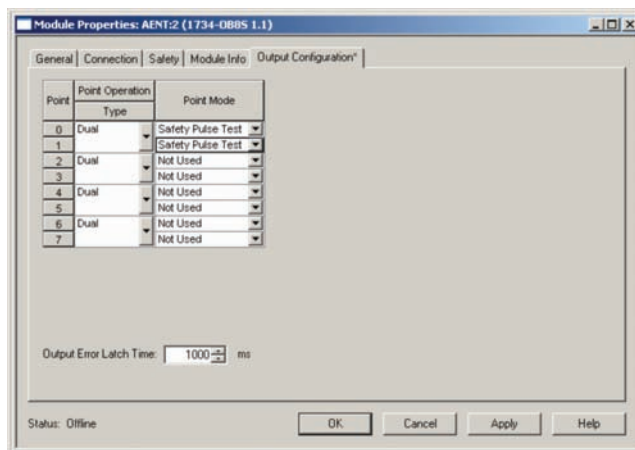 Module Properties: AENT:2 (1734-OB8S 1.1)
General Connection Safety Module Info Output Configuration*
Point Point Operation Point Mode
Type
0 Dual Safety Pulse Test
1 Safety Pulse Test
2 Dual Not Used
3 Not Used
4 Dual Not Used
5 Not Used
6 Dual Not Used
7 Not Used
Output Error Latch Time: 1000 ms
Status: Offline OK Cancel Apply Help